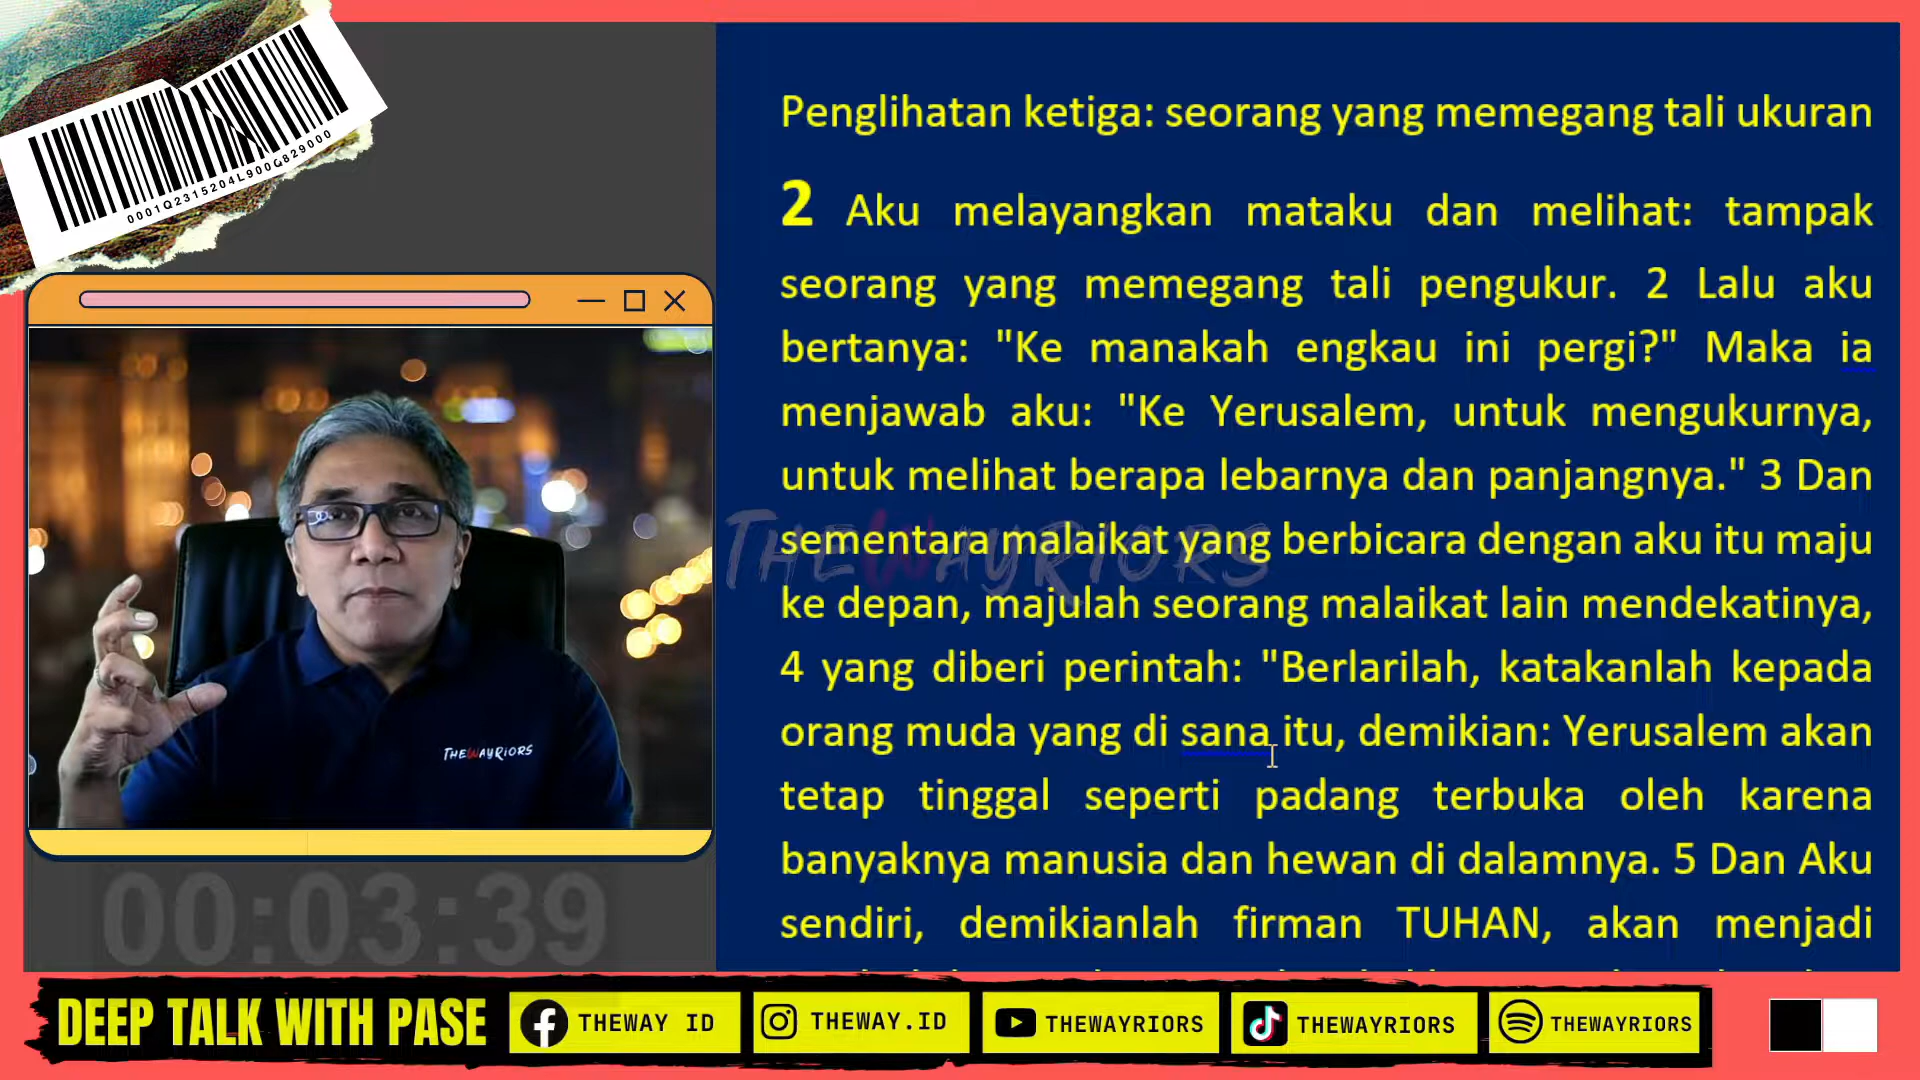 0001Q2315204L900G829000
Penglihatan ketiga: seorang yang memegang tali ukuran
2 Aku melayangkan mataku dan melihat: tampak
seorang yang memegang tali pengukur. 2 Lalu aku
bertanya: "Ke manakah engkau ini pergi?" Maka ia
menjawab aku: "Ke Yerusalem, untuk mengukurnya,
untuk melihat berapa lebarnya dan panjangnya." 3 Dan
sementara malaikat yang berbicara dengan aku itu maju
ke depan, majulah seorang malaikat lain mendekatinya,
4 yang diberi perintah: "Berlarilah, katakanlah kepada
orang muda yang di sana itu, demikian: Yerusalem akan
tetap tinggal seperti padang terbuka oleh karena
banyaknya manusia dan hewan di dalamnya. 5 Dan Aku
sendiri, demikianlah firman TUHAN, akan menjadi
THEWAYRIORS
THEWAYRIORS
00:03:39
DEEP TALK WITH PASE
THEWAY ID
THEWAY.ID
THEWAYRIORS
THEWAYRIORS
THEWAYRIORS